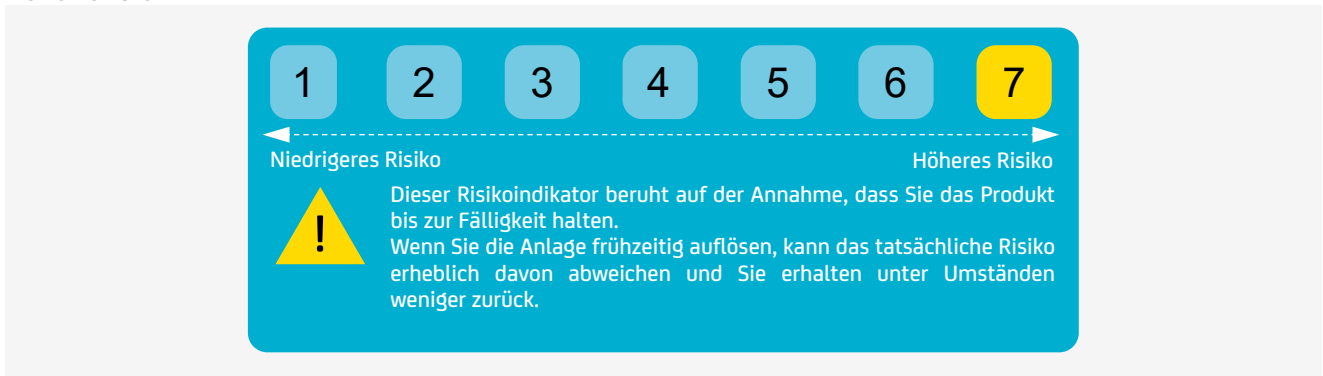 1 2 3 4 5 6 7
Niedrigeres Risiko Höheres Risiko
!
Dieser Risikoindikator beruht auf der Annahme, dass Sie das Produkt
bis zur Fälligkeit halten.
Wenn Sie die Anlage frühzeitig auflösen, kann das tatsächliche Risiko
erheblich davon abweichen und Sie erhalten unter Umständen
weniger zurück.